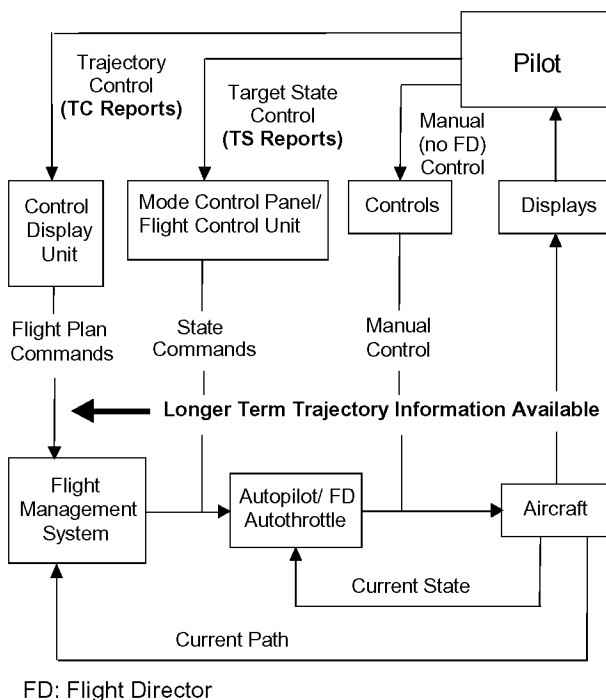 Pilot
Trajectory
Control
(TC Reports)
Target State
Control
(TS Reports)
Manual
(no FD)
Control
Control
Display
Unit
Mode Control Panel/
Flight Control Unit
Controls
Displays
Flight Plan
Commands
State
Commands
Manual
Control
Longer Term Trajectory Information Available
Flight
Management
System
Autopilot/ FD
Autothrottle
Aircraft
Current State
Current Path
FD: Flight Director